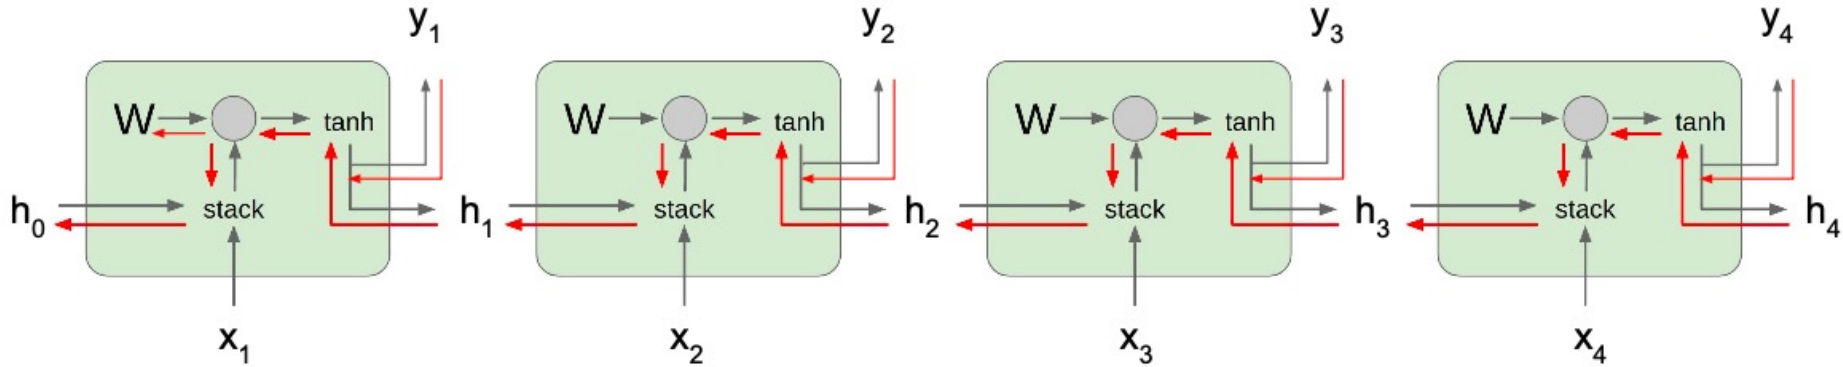 y₁ y₂ y₃ y₄
W tanh W tanh W tanh W tanh
h₀ stack h₁ stack h₂ stack h₃ stack h₄
x₁ x₂ x₃ x₄